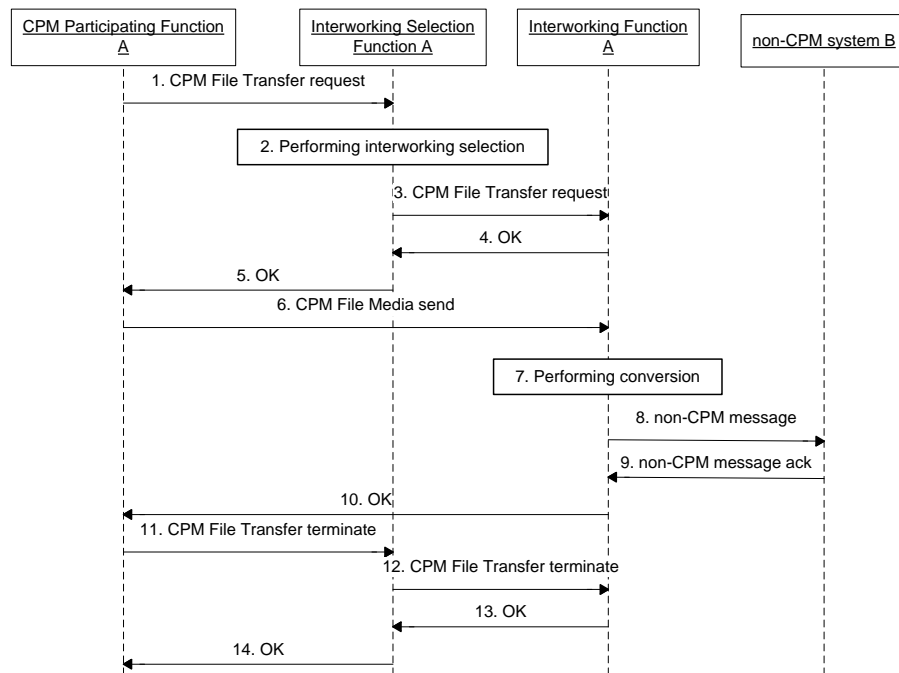 CPM Participating Function
A
Interworking Selection
Function A
Interworking Function
A
non-CPM system B
1. CPM File Transfer request
2. Performing interworking selection
3. CPM File Transfer request
4. OK
5. OK
6. CPM File Media send
7. Performing conversion
8. non-CPM message
9. non-CPM message ack
10. OK
11. CPM File Transfer terminate
12. CPM File Transfer terminate
13. OK
14. OK